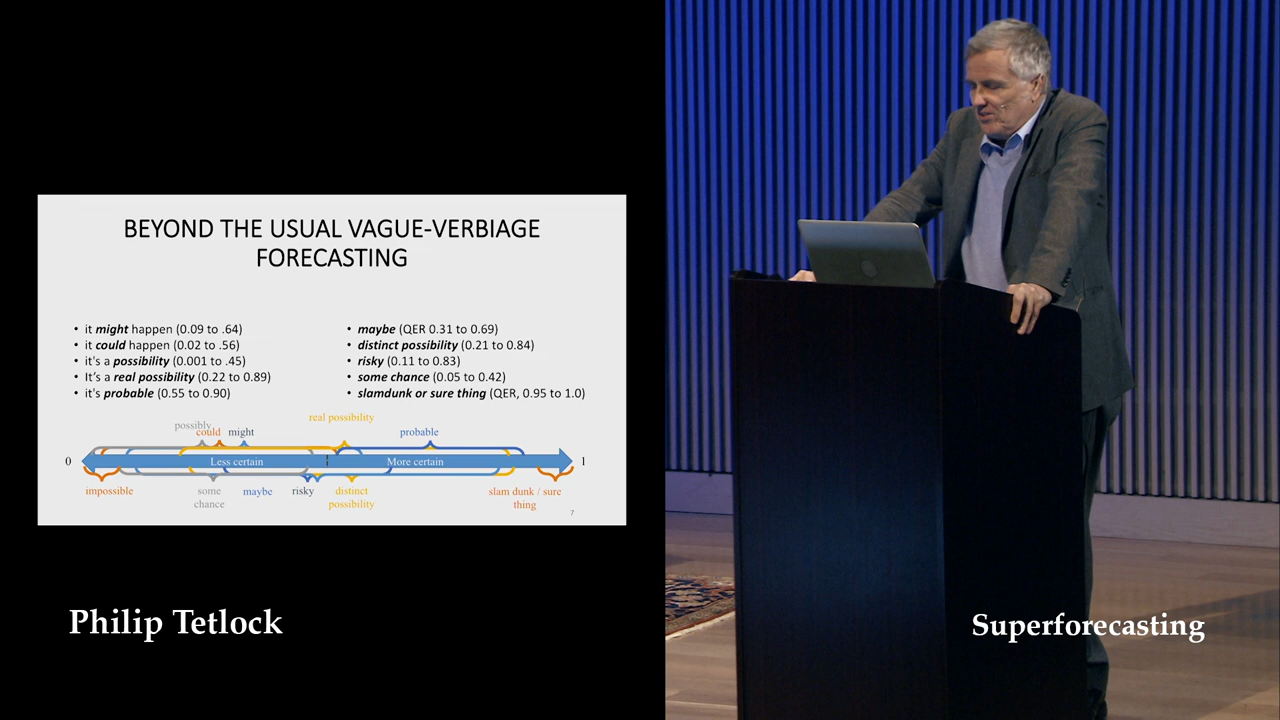 BEYOND THE USUAL VAGUE-VERBIAGE
FORECASTING
• it might happen (0.09 to .64)
• it could happen (0.02 to .56)
• it's a possibility (0.001 to .45)
• It's a real possibility (0.22 to 0.89)
• it's probable (0.55 to 0.90)
• maybe (QER 0.31 to 0.69)
• distinct possibility (0.21 to 0.84)
• risky (0.11 to 0.83)
• some chance (0.05 to 0.42)
• slamdunk or sure thing (QER, 0.95 to 1.0)
real possibility
possibly
could might probable
0 Less certain More certain 1
impossible some maybe risky distinct slam dunk / sure
chance possibility thing
7
Philip Tetlock
Superforecasting